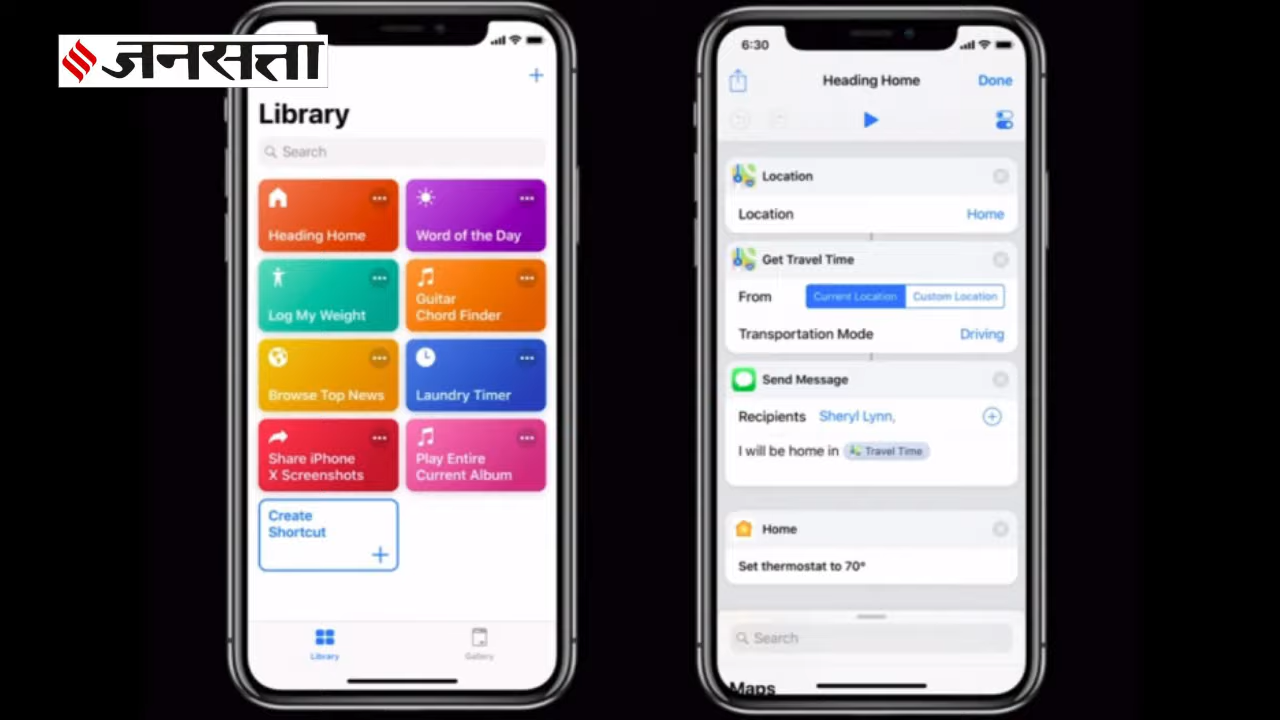 जनसत्ता
Library
Search
Heading Home
Word of the Day
Log My Weight
Guitar
Chord Finder
Browse Top News
Laundry Timer
Share iPhone
X Screenshots
Play Entire
Current Album
Create
Shortcut
Library
Gallery
6:30
Heading Home
Done
Location
Location
Home
Get Travel Time
From
Current Location
Custom Location
Transportation Mode
Driving
Send Message
Recipients
Sheryl Lynn,
I will be home in Travel Time
Home
Set thermostat to 70°
Search
Maps